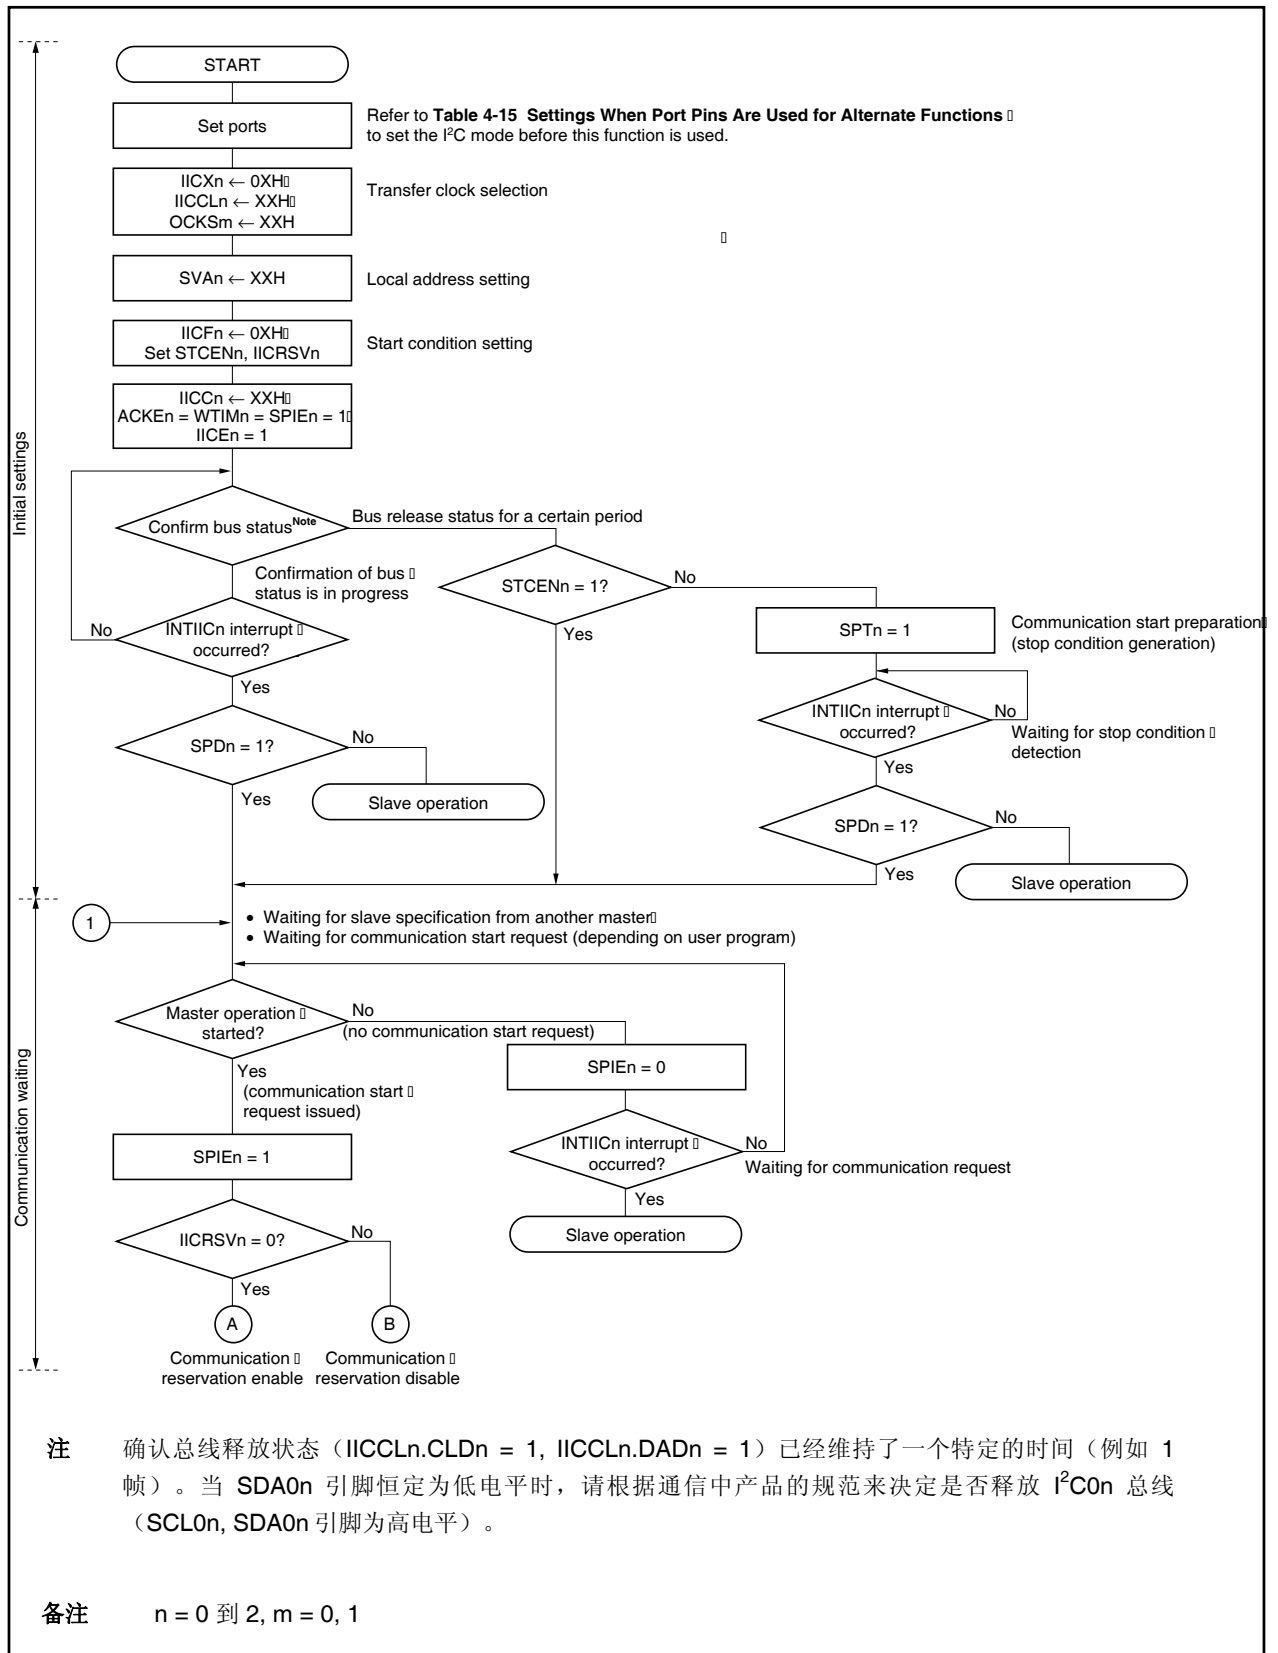 START
Set ports
Refer to Table 4-15 Settings When Port Pins Are Used for Alternate Functions
to set the I²C mode before this function is used.
IICXn ← 0XH
IICCLn ← XXH
OCKSm ← XXH
Transfer clock selection
SVAn ← XXH
Local address setting
IICFn ← 0XH
Set STCENn, IICRSVn
Start condition setting
IICCn ← XXH
ACKEn = WTIMn = SPIEn = 1
IICEn = 1
Initial settings
Confirm bus statusNote
Bus release status for a certain period
Confirmation of bus
status is in progress
STCENn = 1?
No
Yes
INTIICn interrupt
occurred?
No
Yes
SPTn = 1
Communication start preparation
(stop condition generation)
INTIICn interrupt
occurred?
No
Waiting for stop condition
detection
Yes
SPDn = 1?
No
Yes
Slave operation
SPDn = 1?
No
Yes
Slave operation
1
• Waiting for slave specification from another master
• Waiting for communication start request (depending on user program)
Communication waiting
Master operation
started?
No
(no communication start request)
Yes
(communication start
request issued)
SPIEn = 0
INTIICn interrupt
occurred?
No
Waiting for communication request
Yes
Slave operation
SPIEn = 1
IICRSVn = 0?
No
Yes
A
B
Communication
reservation enable
Communication
reservation disable
注 确认总线释放状态（IICCLn.CLDn = 1, IICCLn.DADn = 1）已经维持了一个特定的时间（例如 1
帧）。当 SDA0n 引脚恒定为低电平时，请根据通信中产品的规范来决定是否释放 I²C0n 总线
（SCL0n, SDA0n 引脚为高电平）。
备注 n = 0 到 2, m = 0, 1